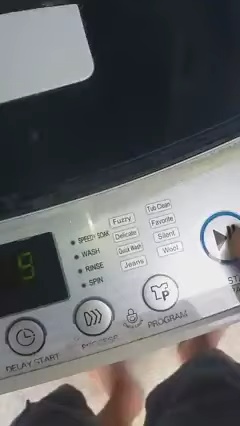 Tub Clean
Fuzzy
Favorite
SPEEDY SOAK
Delicate
Silent
WASH
Quick Wash
Wool
RINSE
Jeans
SPIN
9
P
DELAY START
PROCESS
PROGRAM